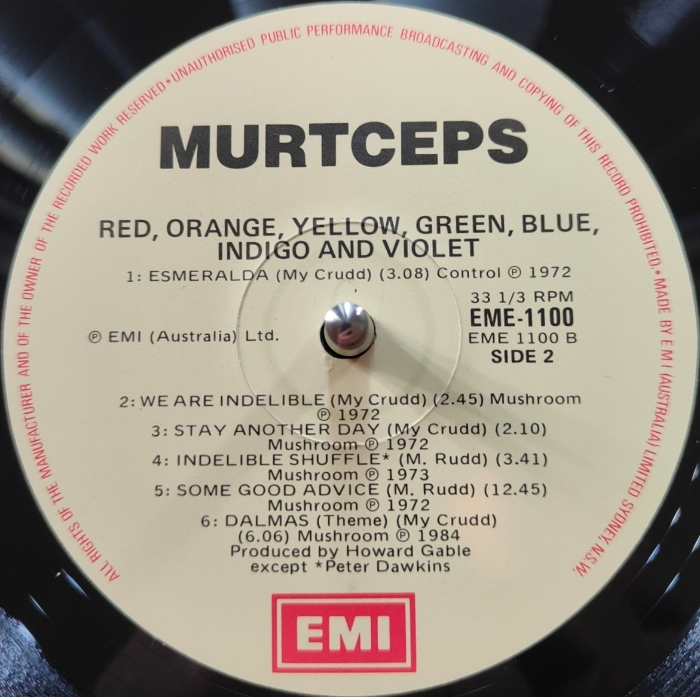 ALL RIGHTS OF THE MANUFACTURER AND OF THE OWNER OF THE RECORDED WORK RESERVED • UNAUTHORISED PUBLIC PERFORMANCE BROADCASTING AND COPYING OF THIS RECORD PROHIBITED • MADE BY EMI (AUSTRALIA) LIMITED SYDNEY, N.S.W.
MURTCEPS
RED, ORANGE, YELLOW, GREEN, BLUE,
INDIGO AND VIOLET
1: ESMERALDA (My Crudd) (3.08) Control ℗ 1972
33 1/3 RPM
EME-1100
℗ EMI (Australia) Ltd.
EME 1100 B
SIDE 2
2: WE ARE INDELIBLE (My Crudd) (2.45) Mushroom
℗ 1972
3: STAY ANOTHER DAY (My Crudd) (2.10)
Mushroom ℗ 1972
4: INDELIBLE SHUFFLE* (M. Rudd) (3.41)
Mushroom ℗ 1973
5: SOME GOOD ADVICE (M. Rudd) (12.45)
Mushroom ℗ 1972
6: DALMAS (Theme) (My Crudd)
(6.06) Mushroom ℗ 1984
Produced by Howard Gable
except *Peter Dawkins
EMI